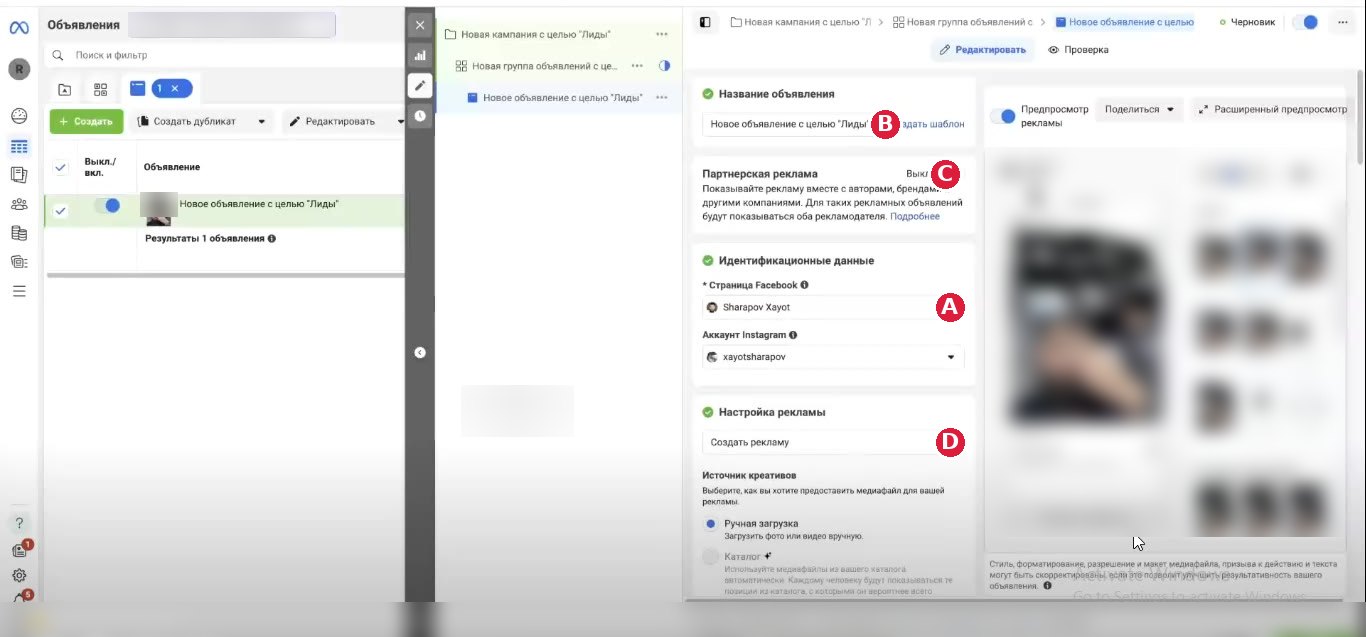 Объявления
R
Поиск и фильтр
1 ×
+ Создать
Создать дубликат
Редактировать
Выкл./
вкл.
Объявление
Новое объявление с целью "Лиды"
Результаты 1 объявления
?
1
5
Новая кампания с целью "Лиды"
Новая группа объявлений с це...
Новое объявление с целью "Лиды"
Новая кампания с целью "Л
Новая группа объявлений с
Новое объявление с целью
Черновик
Редактировать
Проверка
Название объявления
Новое объявление с целью "Лиды"
B
дать шаблон
Партнерская реклама
Выкл
C
Показывайте рекламу вместе с авторами, брендами
другими компаниями. Для таких рекламных объявлений
будут показываться оба рекламодателя. Подробнее
Идентификационные данные
* Страница Facebook
Sharapov Xayot
A
Аккаунт Instagram
xayotsharapov
Настройка рекламы
Создать рекламу
D
Источник креативов
Выберите, как вы хотите предоставить медиафайл для вашей
рекламы.
Ручная загрузка
Загрузить фото или видео вручную.
Каталог
Используйте медиафайлы из вашего каталога
автоматически. Каждому человеку будут показываться те
позиции из каталога, с которыми он вероятнее всего
Предпросмотр
рекламы
Поделиться
Расширенный предпросмотр
Стиль, форматирование, разрешение и макет медиафайла, призыва к действию и текста
могут быть скорректированы, если это позволит улучшить результативность вашего
объявления.
Activate Windows
Go to Settings to activate Windows.